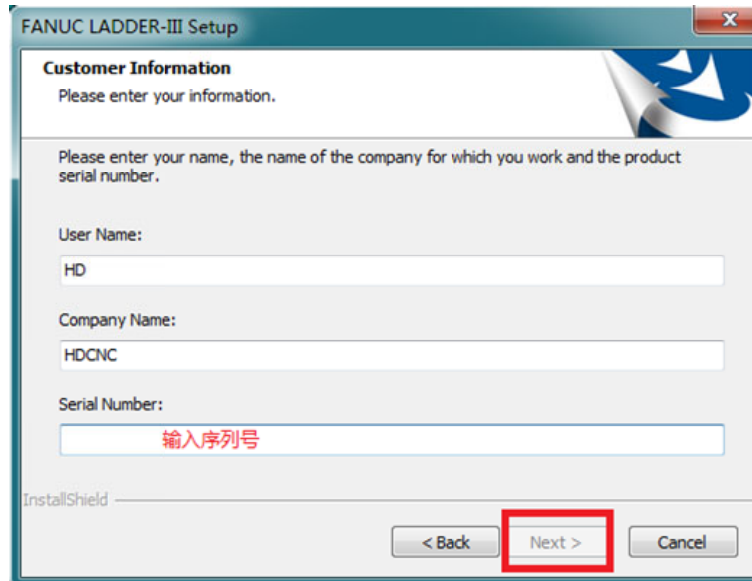 FANUC LADDER-III Setup
Customer Information
Please enter your information.
Please enter your name, the name of the company for which you work and the product
serial number.
User Name:
HD
Company Name:
HDCNC
Serial Number:
输入序列号
InstallShield
< Back
Next >
Cancel